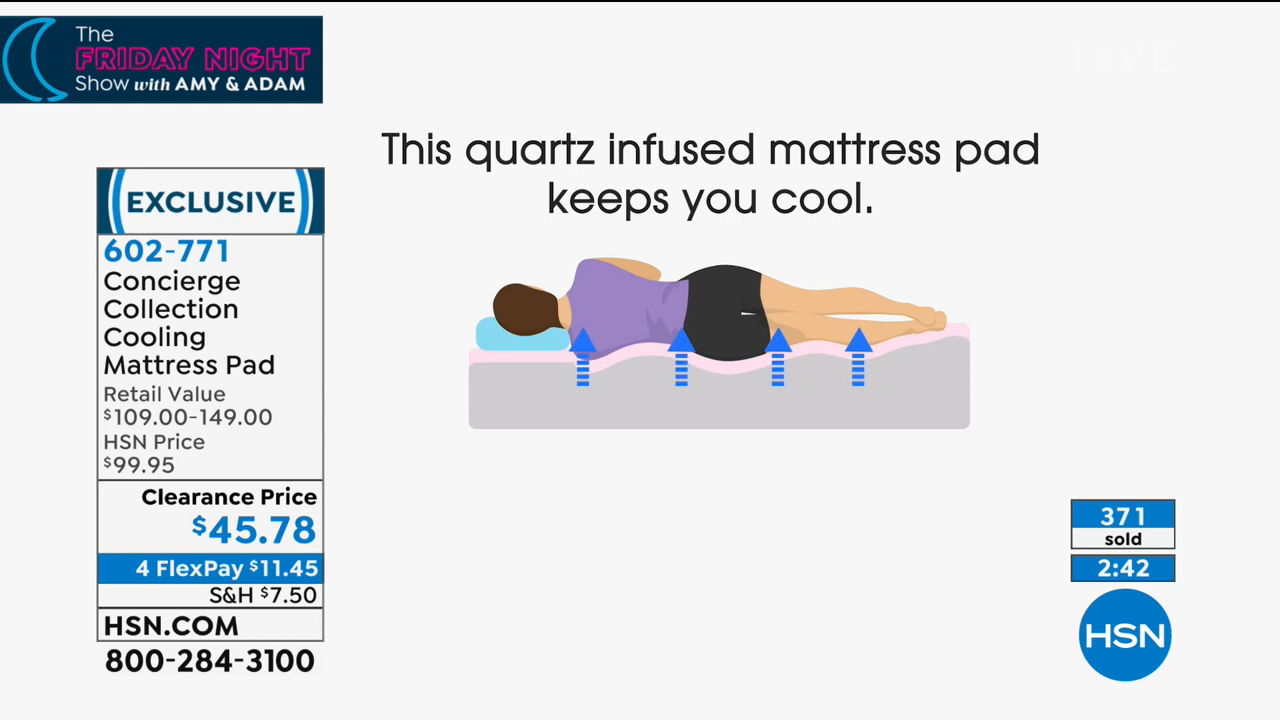 The
FRIDAY NIGHT
Show with AMY & ADAM
This quartz infused mattress pad
keeps you cool.
EXCLUSIVE
602-771
Concierge
Collection
Cooling
Mattress Pad
Retail Value
$109.00-149.00
HSN Price
$99.95
Clearance Price
$45.78
4 FlexPay $11.45
S&H $7.50
HSN.COM
800-284-3100
371
sold
2:42
HSN